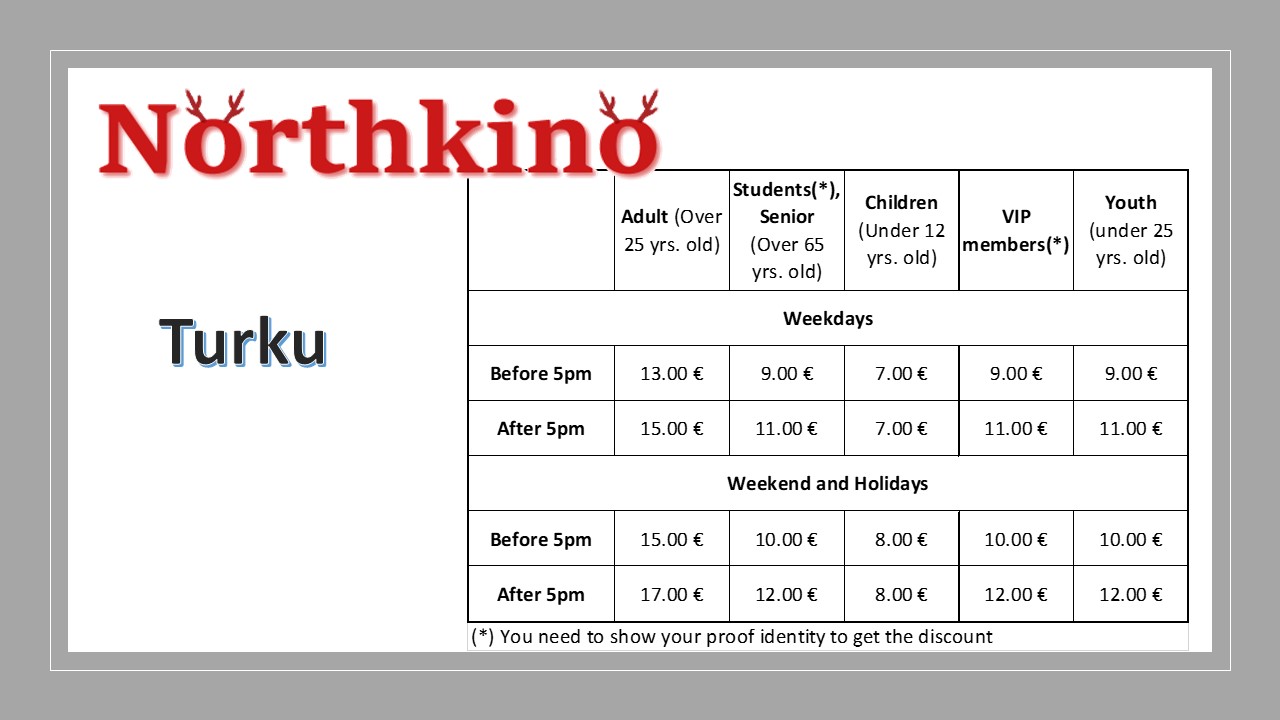 Northkino
Turku
Adult (Over
25 yrs. old)
Students(*),
Senior
(Over 65
yrs. old)
Children
(Under 12
yrs. old)
VIP
members(*)
Youth
(under 25
yrs. old)
Weekdays
Before 5pm 13.00 € 9.00 € 7.00 € 9.00 € 9.00 €
After 5pm 15.00 € 11.00 € 7.00 € 11.00 € 11.00 €
Weekend and Holidays
Before 5pm 15.00 € 10.00 € 8.00 € 10.00 € 10.00 €
After 5pm 17.00 € 12.00 € 8.00 € 12.00 € 12.00 €
(*) You need to show your proof identity to get the discount